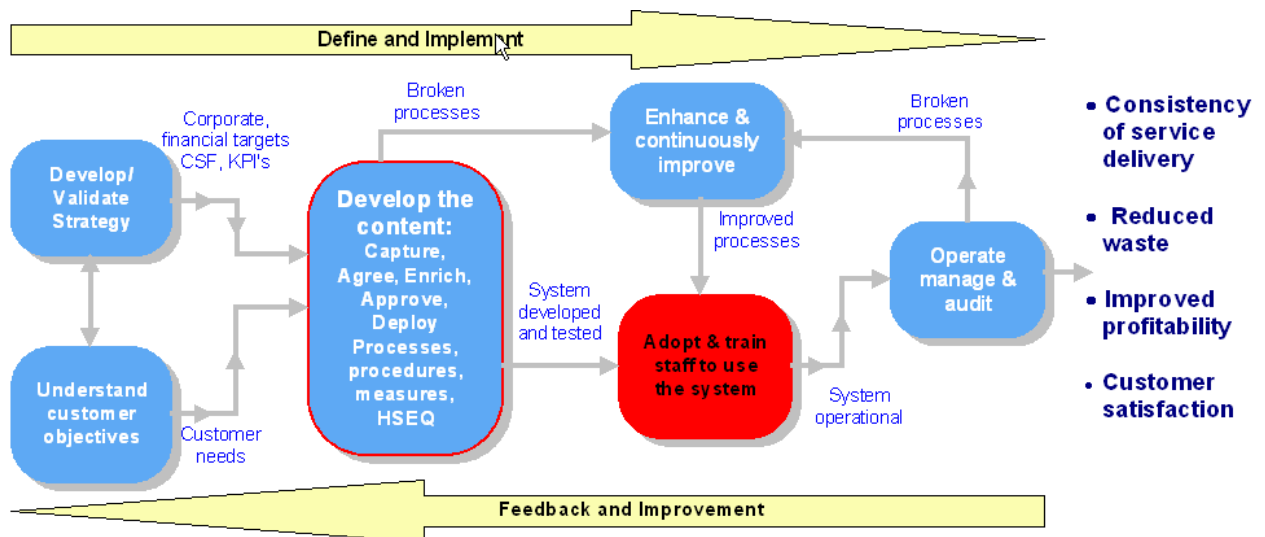 Define and Implement
Broken
processes
Corporate,
financial targets
CSF, KPI's
Develop/
Validate
Strategy
Understand
customer
objectives
Customer
needs
Develop the
content:
Capture,
Agree, Enrich,
Approve,
Deploy
Processes,
procedures,
measures,
HSEQ
Enhance &
continuously
improve
Improved
processes
System
developed
and tested
Adopt & train
staff to use
the system
System
operational
Broken
processes
Operate
manage &
audit
• Consistency
of service
delivery
• Reduced
waste
• Improved
profitability
• Customer
satisfaction
Feedback and Improvement